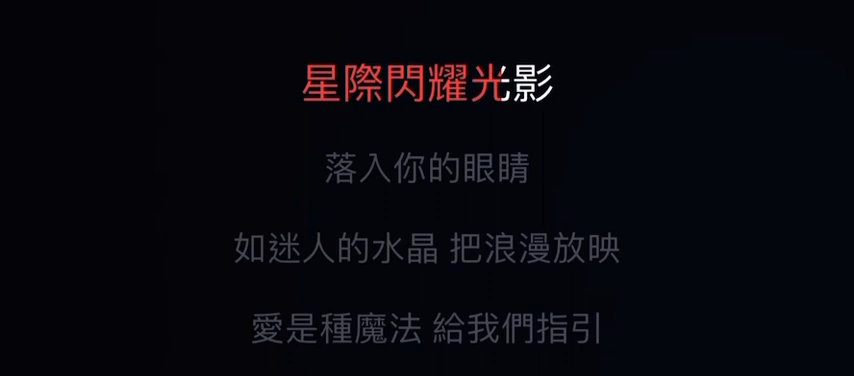 星際閃耀光影
落入你的眼睛
如迷人的水晶 把浪漫放映
愛是種魔法 給我們指引